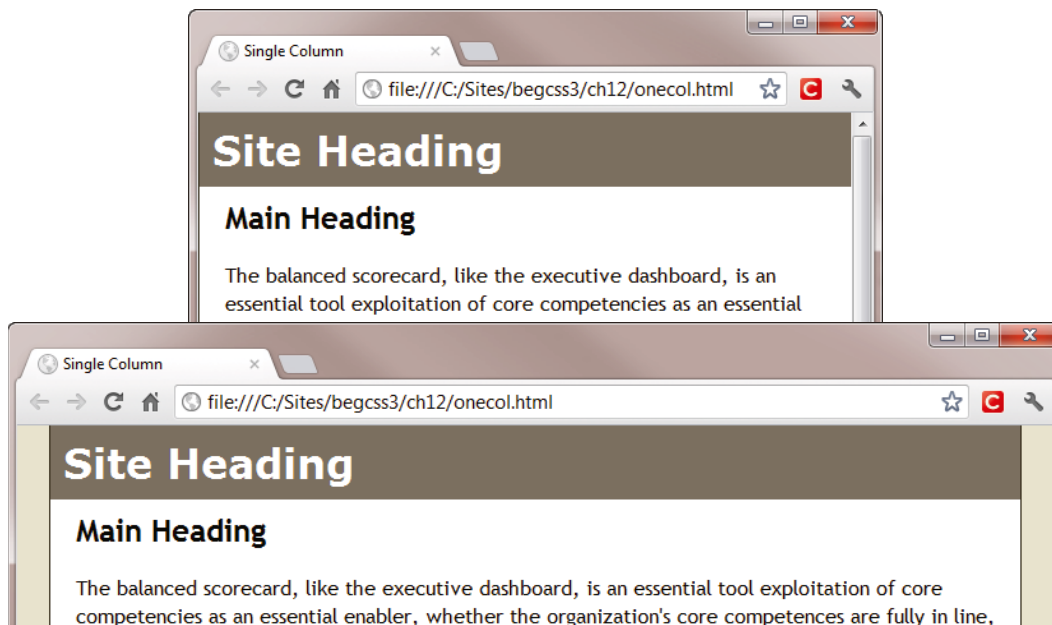 Single Column
file:///C:/Sites/begcss3/ch12/onecol.html
Site Heading
Main Heading
The balanced scorecard, like the executive dashboard, is an
essential tool exploitation of core competencies as an essential
Single Column
file:///C:/Sites/begcss3/ch12/onecol.html
Site Heading
Main Heading
The balanced scorecard, like the executive dashboard, is an essential tool exploitation of core
competencies as an essential enabler, whether the organization's core competences are fully in line,